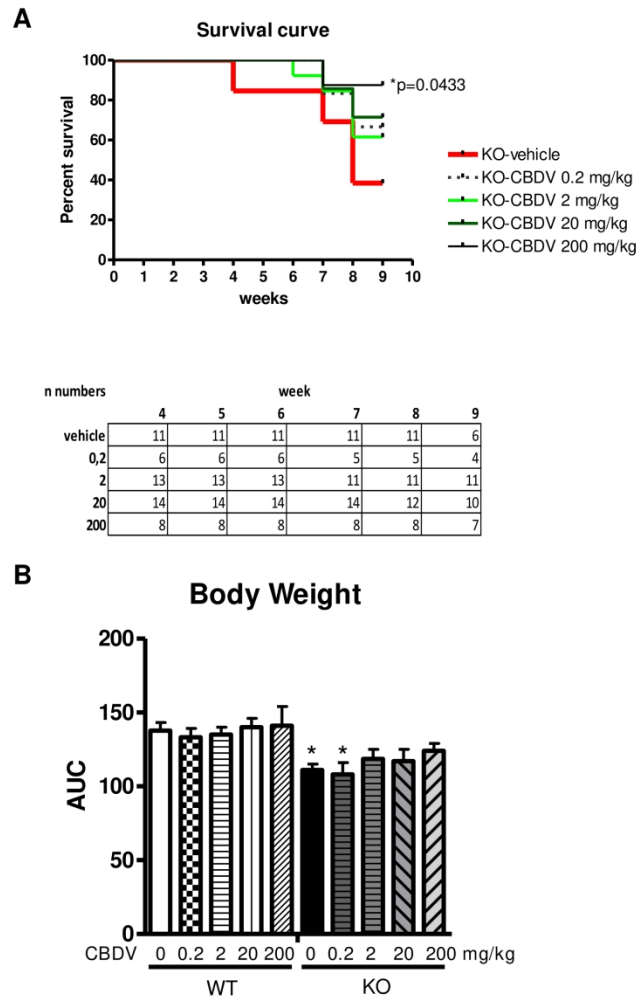 A
Survival curve
Percent survival
100
80
60
40
20
0
0 1 2 3 4 5 6 7 8 9 10
weeks
*p=0.0433
KO-vehicle
KO-CBDV 0.2 mg/kg
KO-CBDV 2 mg/kg
KO-CBDV 20 mg/kg
KO-CBDV 200 mg/kg
n numbers week
4 5 6 7 8 9
vehicle 11 11 11 11 11 6
0,2 6 6 6 5 5 4
2 13 13 13 11 11 11
20 14 14 14 14 12 10
200 8 8 8 8 8 7
B
Body Weight
AUC
200
150
100
50
0
* *
CBDV 0 0.2 2 20 200 0 0.2 2 20 200 mg/kg
WT KO